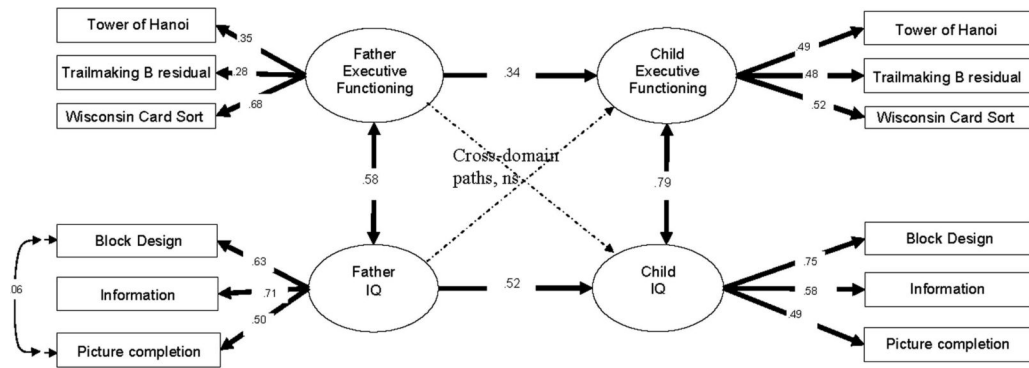 Tower of Hanoi
Trailmaking B residual
Wisconsin Card Sort
.35
.28
.68
Father
Executive
Functioning
.34
Child
Executive
Functioning
.49
.48
.52
Tower of Hanoi
Trailmaking B residual
Wisconsin Card Sort
Cross-domain
paths, ns
.58
.79
Block Design
Information
Picture completion
06
.63
.71
.50
Father
IQ
.52
Child
IQ
.75
.58
.49
Block Design
Information
Picture completion